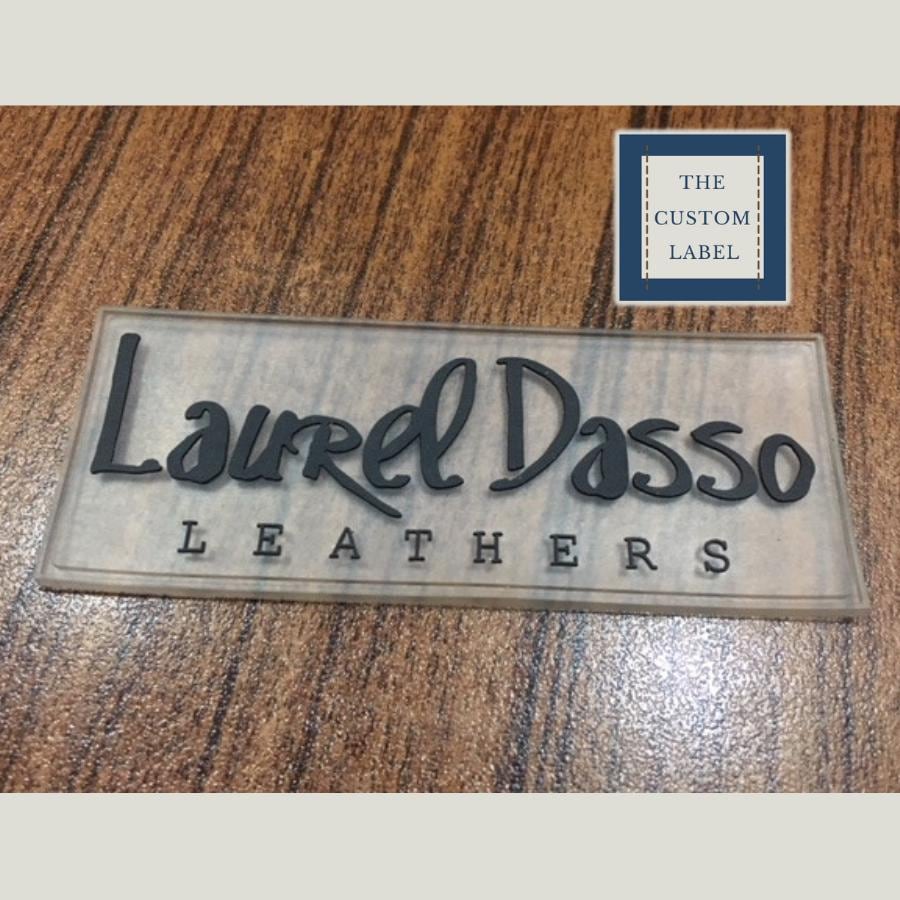 THE
CUSTOM
LABEL
Laurel Dasso
LEATHERS